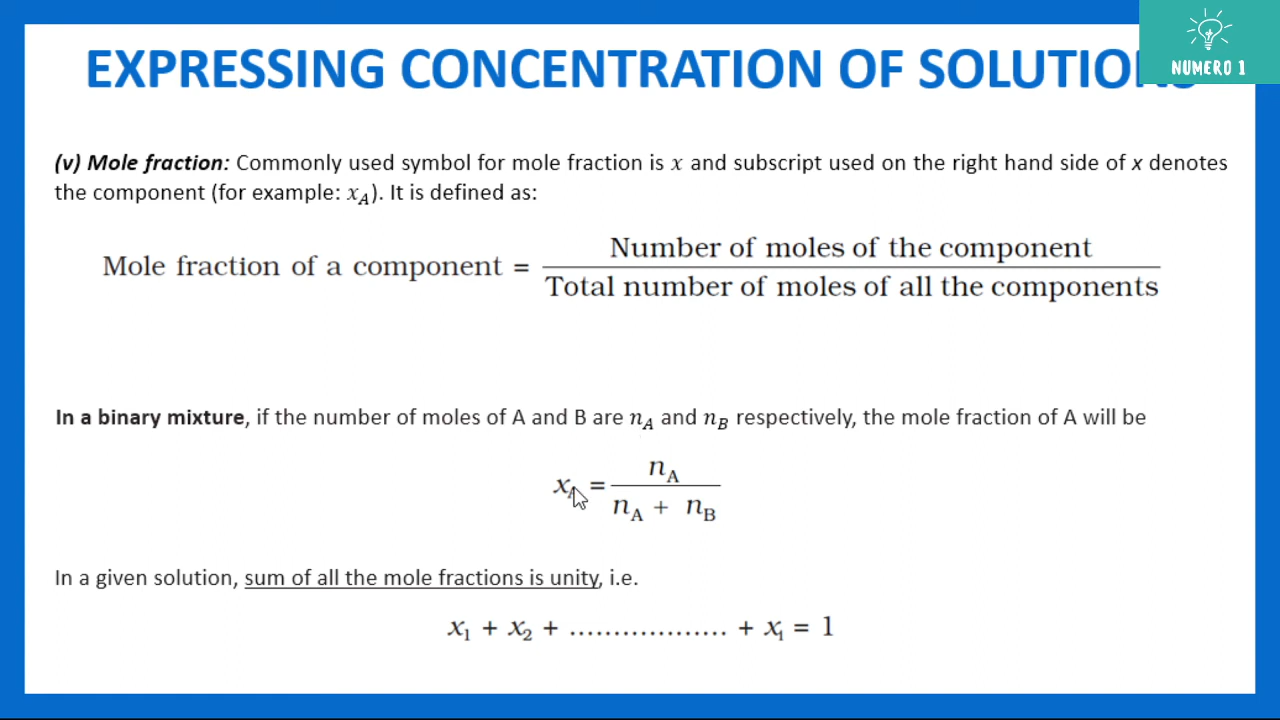 EXPRESSING CONCENTRATION OF SOLUTIONS
NUMERO 1
(v) Mole fraction: Commonly used symbol for mole fraction is x and subscript used on the right hand side of x denotes
the component (for example: x_A). It is defined as:
Mole fraction of a component = Number of moles of the component / Total number of moles of all the components
In a binary mixture, if the number of moles of A and B are n_A and n_B respectively, the mole fraction of A will be
x_A = n_A / n_A + n_B
In a given solution, sum of all the mole fractions is unity, i.e.
x_1 + x_2 + .................. + x_i = 1